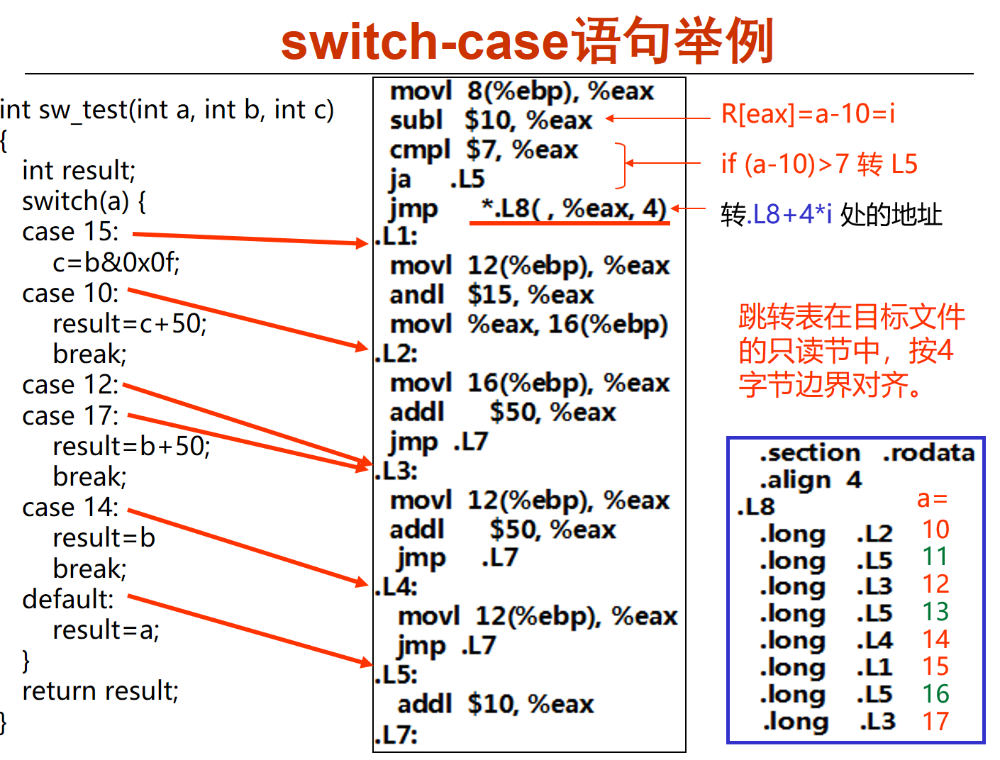 switch-case语句举例
int sw_test(int a, int b, int c)
{
int result;
switch(a) {
case 15:
c=b&0x0f;
case 10:
result=c+50;
break;
case 12:
case 17:
result=b+50;
break;
case 14:
result=b
break;
default:
result=a;
}
return result;
}
movl 8(%ebp), %eax
subl $10, %eax
cmpl $7, %eax
ja .L5
jmp *.L8( , %eax, 4)
.L1:
movl 12(%ebp), %eax
andl $15, %eax
movl %eax, 16(%ebp)
.L2:
movl 16(%ebp), %eax
addl $50, %eax
jmp .L7
.L3:
movl 12(%ebp), %eax
addl $50, %eax
jmp .L7
.L4:
movl 12(%ebp), %eax
jmp .L7
.L5:
addl $10, %eax
.L7:
R[eax]=a-10=i
if (a-10)>7 转 L5
转.L8+4*i 处的地址
跳转表在目标文件
的只读节中，按4
字节边界对齐。
.section .rodata
.align 4
.L8 a=
.long .L2 10
.long .L5 11
.long .L3 12
.long .L5 13
.long .L4 14
.long .L1 15
.long .L5 16
.long .L3 17